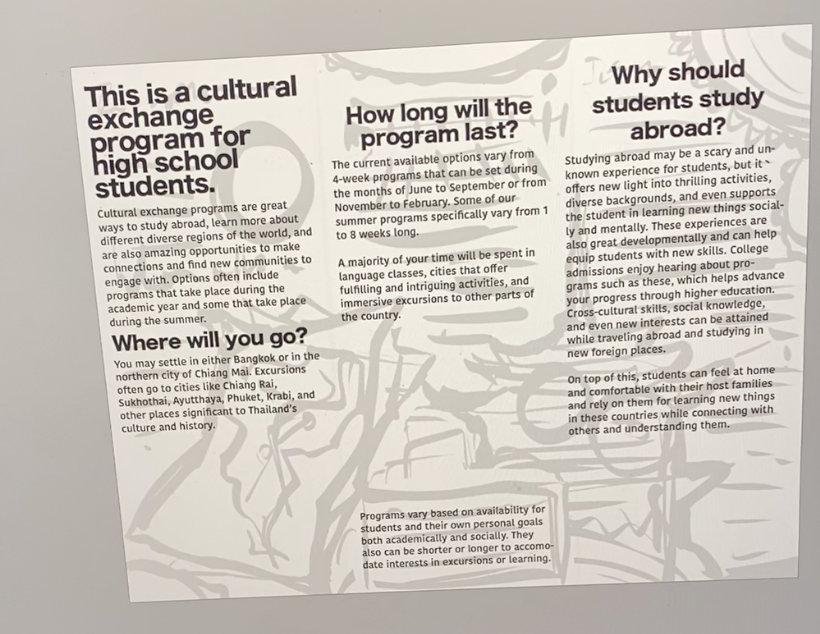 This is a cultural
exchange
program for
high school
students.
Cultural exchange programs are great
ways to study abroad, learn more about
different diverse regions of the world, and
are also amazing opportunities to make
connections and find new communities to
engage with. Options often include
programs that take place during the
academic year and some that take place
during the summer.
Where will you go?
You may settle in either Bangkok or in the
northern city of Chiang Mai. Excursions
often go to cities like Chiang Rai,
Sukhothai, Ayutthaya, Phuket, Krabi, and
other places significant to Thailand's
culture and history.
How long will the
program last?
The current available options vary from
4-week programs that can be set during
the months of June to September or from
November to February. Some of our
summer programs specifically vary from 1
to 8 weeks long.
A majority of your time will be spent in
language classes, cities that offer
fulfilling and intriguing activities, and
immersive excursions to other parts of
the country.
Programs vary based on availability for
students and their own personal goals
both academically and socially. They
also can be shorter or longer to accomo-
date interests in excursions or learning.
Why should
students study
abroad?
Studying abroad may be a scary and un-
known experience for students, but it
offers new light into thrilling activities,
diverse backgrounds, and even supports
the student in learning new things social-
ly and mentally. These experiences are
also great developmentally and can help
equip students with new skills. College
admissions enjoy hearing about pro-
grams such as these, which helps advance
your progress through higher education.
Cross-cultural skills, social knowledge,
and even new interests can be attained
while traveling abroad and studying in
new foreign places.
On top of this, students can feel at home
and comfortable with their host families
and rely on them for learning new things
in these countries while connecting with
others and understanding them.